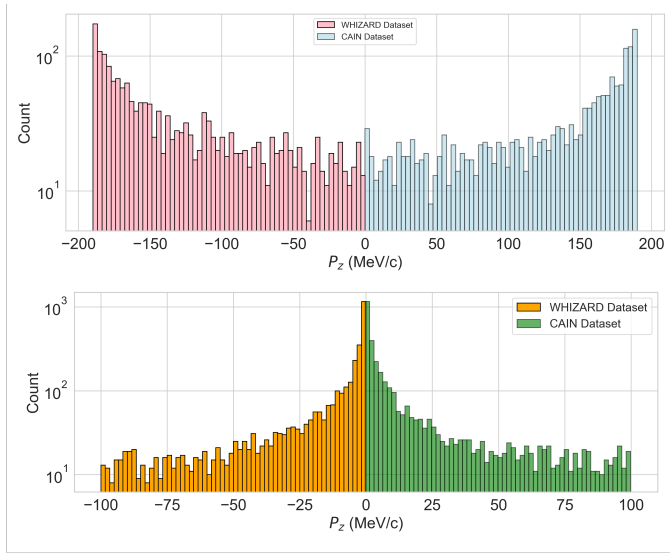 WHIZARD Dataset
CAIN Dataset
10²
10¹
Count
−200 −150 −100 −50 0 50 100 150 200
P_z (MeV/c)
WHIZARD Dataset
CAIN Dataset
10³
10²
10¹
Count
−100 −75 −50 −25 0 25 50 75 100
P_z (MeV/c)